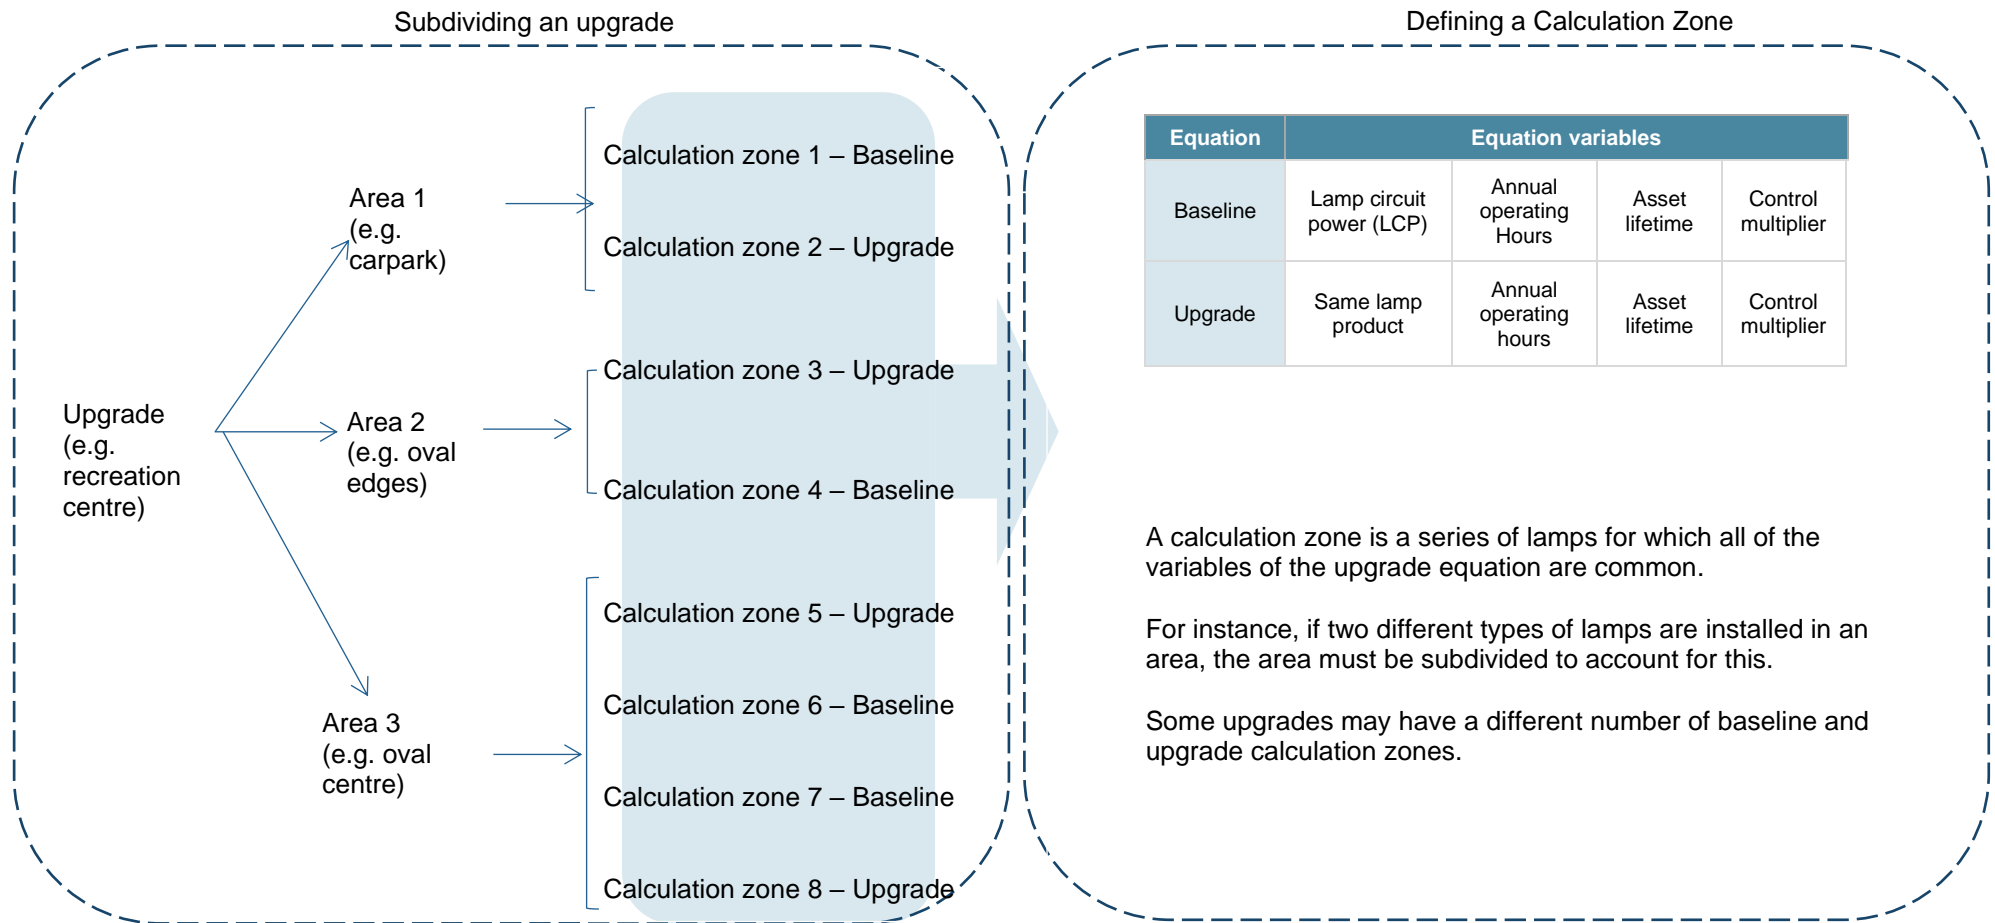 Subdividing an upgrade
Upgrade
(e.g.
recreation
centre)
Area 1
(e.g.
carpark)
Area 2
(e.g. oval
edges)
Area 3
(e.g. oval
centre)
Calculation zone 1 – Baseline
Calculation zone 2 – Upgrade
Calculation zone 3 – Upgrade
Calculation zone 4 – Baseline
Calculation zone 5 – Upgrade
Calculation zone 6 – Baseline
Calculation zone 7 – Baseline
Calculation zone 8 – Upgrade
Defining a Calculation Zone
Equation
Equation variables
Baseline
Lamp circuit
power (LCP)
Annual
operating
Hours
Asset
lifetime
Control
multiplier
Upgrade
Same lamp
product
Annual
operating
hours
Asset
lifetime
Control
multiplier
A calculation zone is a series of lamps for which all of the
variables of the upgrade equation are common.
For instance, if two different types of lamps are installed in an
area, the area must be subdivided to account for this.
Some upgrades may have a different number of baseline and
upgrade calculation zones.